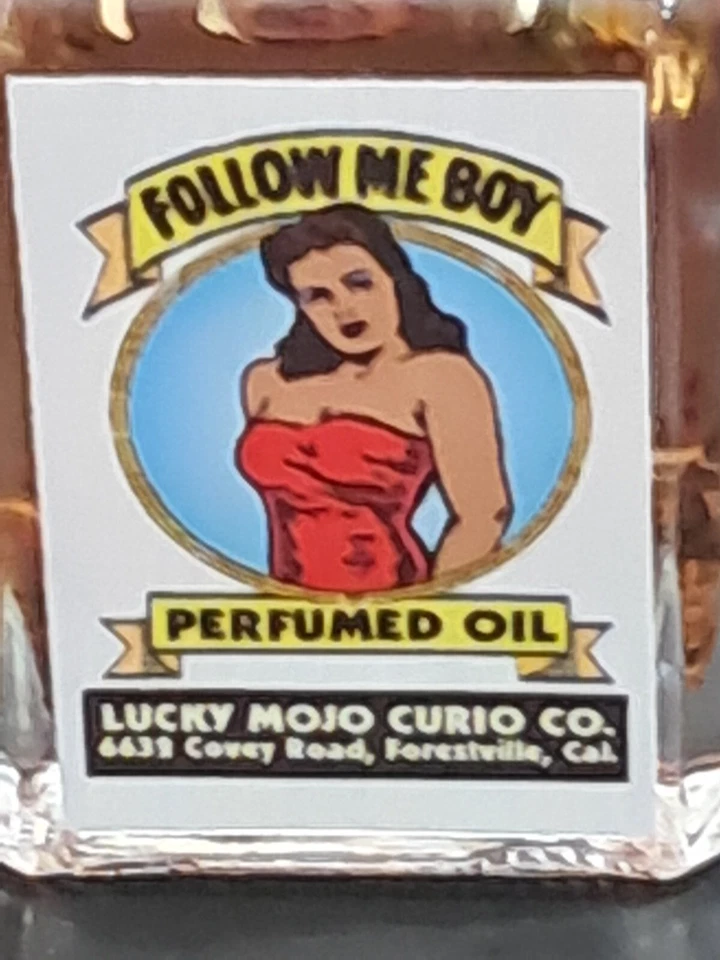 FOLLOW ME BOY
PERFUMED OIL
LUCKY MOJO CURIO CO.
6632 Covey Road, Forestville, Cal.